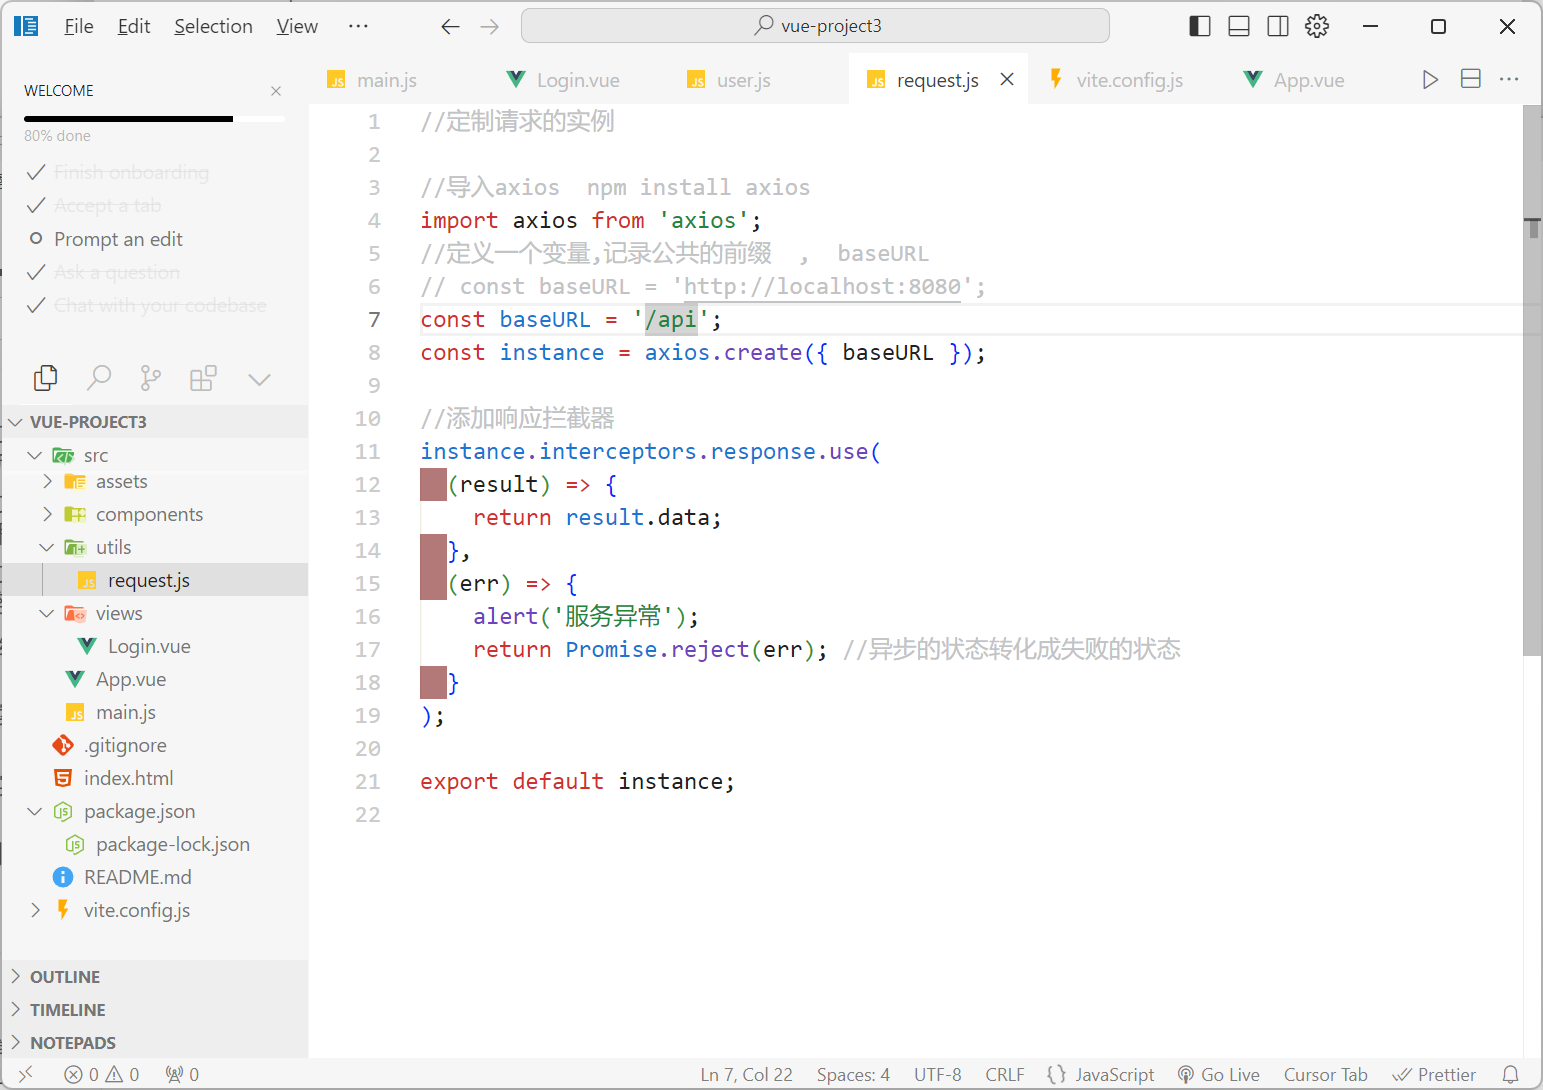 File Edit Selection View ··· vue-project3
WELCOME
80% done
Finish onboarding
Accept a tab
Prompt an edit
Ask a question
Chat with your codebase
VUE-PROJECT3
src
assets
components
utils
request.js
views
Login.vue
App.vue
main.js
.gitignore
index.html
package.json
package-lock.json
README.md
vite.config.js
OUTLINE
TIMELINE
NOTEPADS
main.js Login.vue user.js request.js vite.config.js App.vue
1 //定制请求的实例
2
3 //导入axios  npm install axios
4 import axios from 'axios';
5 //定义一个变量,记录公共的前缀  ,  baseURL
6 // const baseURL = 'http://localhost:8080';
7 const baseURL = '/api';
8 const instance = axios.create({ baseURL });
9
10 //添加响应拦截器
11 instance.interceptors.response.use(
12   (result) => {
13     return result.data;
14   },
15   (err) => {
16     alert('服务异常');
17     return Promise.reject(err); //异步的状态转化成失败的状态
18   }
19 );
20
21 export default instance;
22
0 0 0 Ln 7, Col 22 Spaces: 4 UTF-8 CRLF {} JavaScript Go Live Cursor Tab Prettier